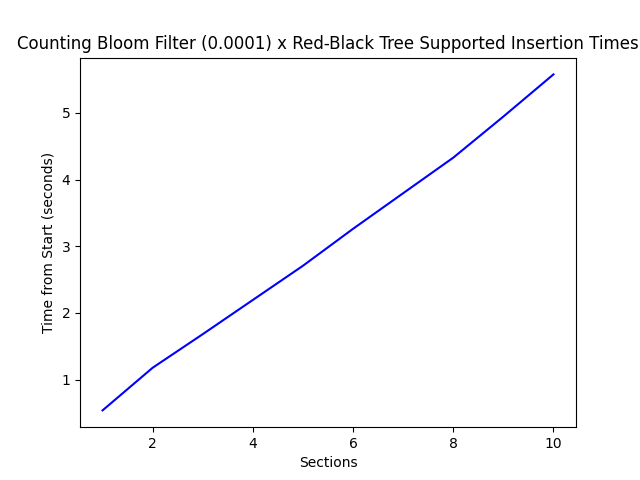 Counting Bloom Filter (0.0001) x Red-Black Tree Supported Insertion Times
5
4
3
2
1
Time from Start (seconds)
2 4 6 8 10
Sections